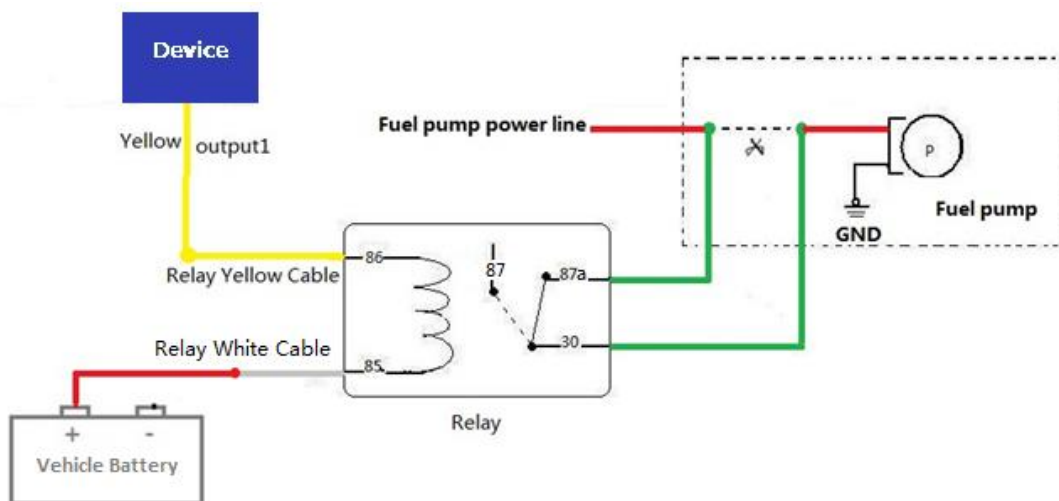 Device
Yellow
output1
Fuel pump power line
P
Fuel pump
GND
86
87
87a
Relay Yellow Cable
30
Relay White Cable
85
Relay
+ -
Vehicle Battery